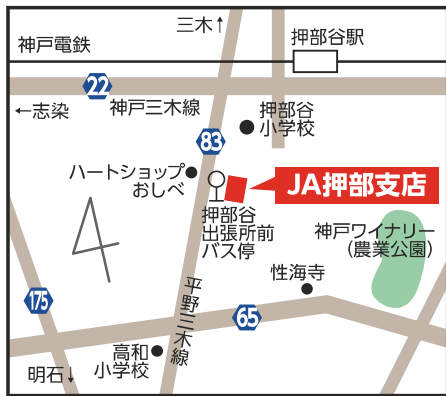 三木↑
神戸電鉄
押部谷駅
22
神戸三木線
←志染
押部谷
小学校
83
ハートショップ
おしべ
JA押部支店
押部谷
出張所前
バス停
神戸ワイナリー
（農業公園）
性海寺
175
平野三木線
65
高和
小学校
明石↓